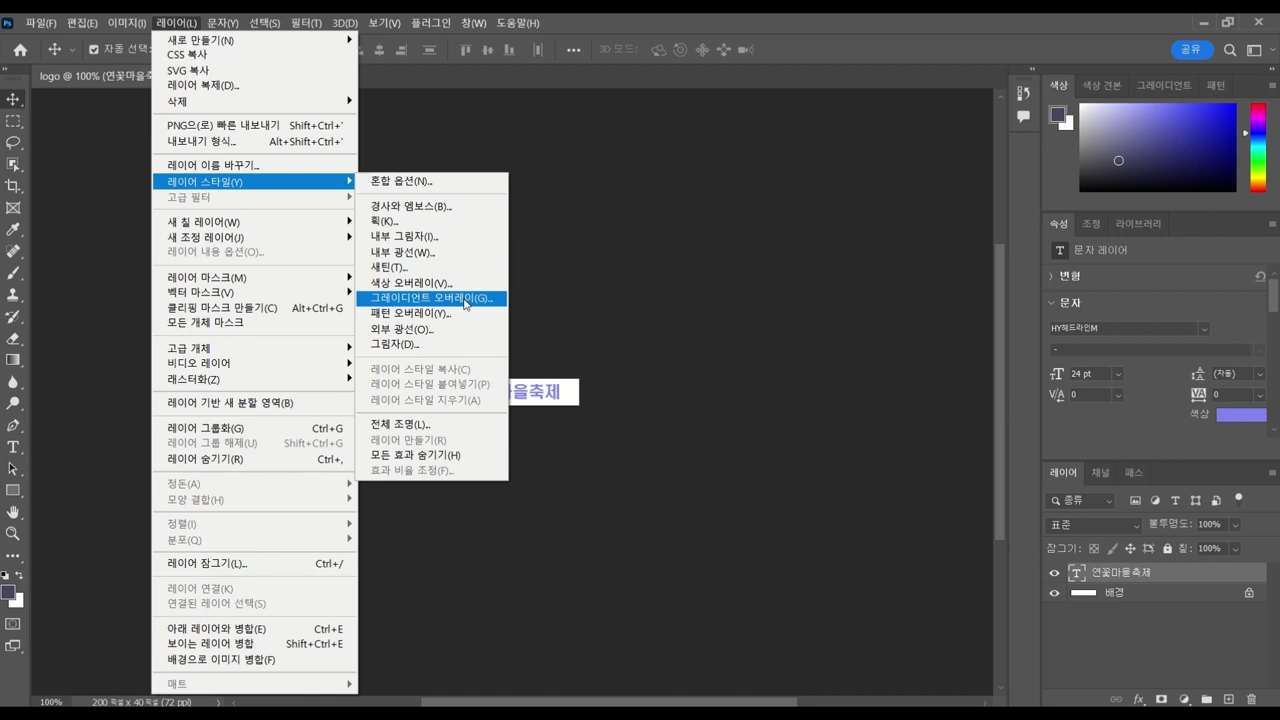 Ps 파일(F) 편집(E) 이미지(I) 레이어(L) 문자(Y) 선택(S) 필터(T) 3D(D) 보기(V) 플러그인 창(W) 도움말(H)
자동 선택: 3D 모드: 공유
logo @ 100% (연꽃마을축
새로 만들기(N)
CSS 복사
SVG 복사
레이어 복제(D)...
삭제
PNG으(로) 빠른 내보내기 Shift+Ctrl+'
내보내기 형식... Alt+Shift+Ctrl+'
레이어 이름 바꾸기...
레이어 스타일(Y)
고급 필터
새 칠 레이어(W)
새 조정 레이어(J)
레이어 내용 옵션(O)...
레이어 마스크(M)
벡터 마스크(V)
클리핑 마스크 만들기(C) Alt+Ctrl+G
모든 개체 마스크
고급 개체
비디오 레이어
래스터화(Z)
레이어 기반 새 분할 영역(B)
레이어 그룹화(G) Ctrl+G
레이어 그룹 해제(U) Shift+Ctrl+G
레이어 숨기기(R) Ctrl+,
정돈(A)
모양 결합(H)
정렬(I)
분포(Q)
레이어 잠그기(L)... Ctrl+/
레이어 연결(K)
연결된 레이어 선택(S)
아래 레이어와 병합(E) Ctrl+E
보이는 레이어 병합 Shift+Ctrl+E
배경으로 이미지 병합(F)
매트
혼합 옵션(N)...
경사와 엠보스(B)...
획(K)...
내부 그림자(I)...
내부 광선(W)...
새틴(T)...
색상 오버레이(V)...
그레이디언트 오버레이(G)...
패턴 오버레이(Y)...
외부 광선(O)...
그림자(D)...
레이어 스타일 복사(C)
레이어 스타일 붙여넣기(P)
레이어 스타일 지우기(A)
전체 조명(L)...
레이어 만들기(R)
모든 효과 숨기기(H)
효과 비율 조정(F)...
을축제
색상 색상 견본 그레이디언트 패턴
속성 조정 라이브러리
T 문자 레이어
변형
문자
HY헤드라인M
-
24 pt (자동)
0 0
색상
레이어 채널 패스
종류
표준 불투명도: 100%
잠그기: 칠: 100%
연꽃마을축제
배경
100% 200 픽셀 x 40 픽셀 (72 ppi)